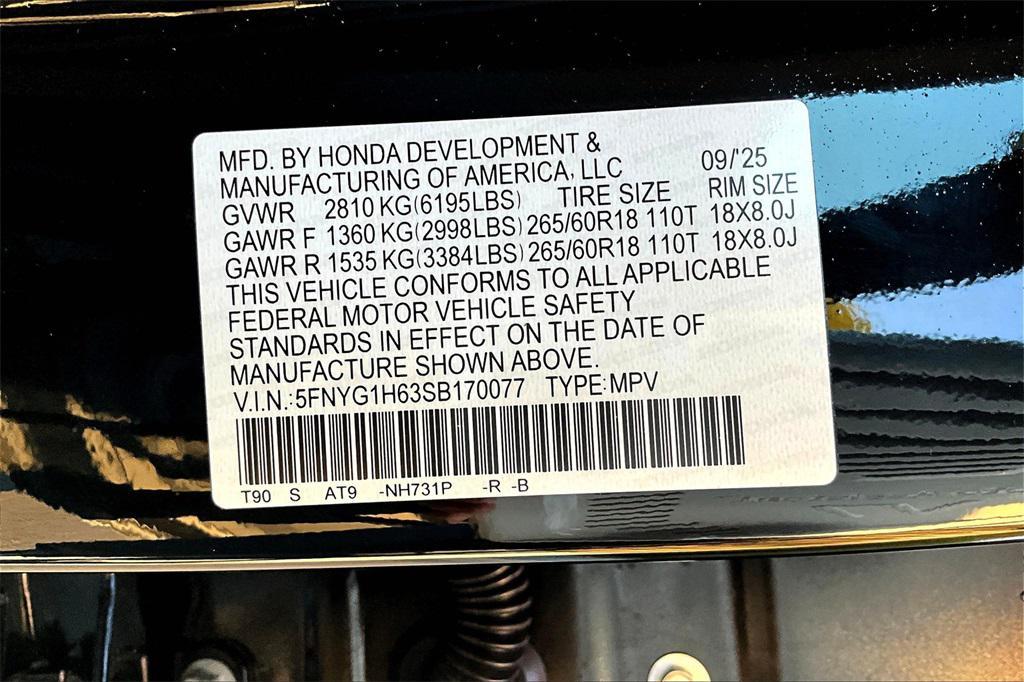 MFD. BY HONDA DEVELOPMENT &
MANUFACTURING OF AMERICA, LLC 09/'25
GVWR 2810 KG(6195LBS) TIRE SIZE RIM SIZE
GAWR F 1360 KG(2998LBS) 265/60R18 110T 18X8.0J
GAWR R 1535 KG(3384LBS) 265/60R18 110T 18X8.0J
THIS VEHICLE CONFORMS TO ALL APPLICABLE
FEDERAL MOTOR VEHICLE SAFETY
STANDARDS IN EFFECT ON THE DATE OF
MANUFACTURE SHOWN ABOVE.
V.I.N.:5FNYG1H63SB170077 TYPE:MPV
T90 S AT9 -NH731P -R -B